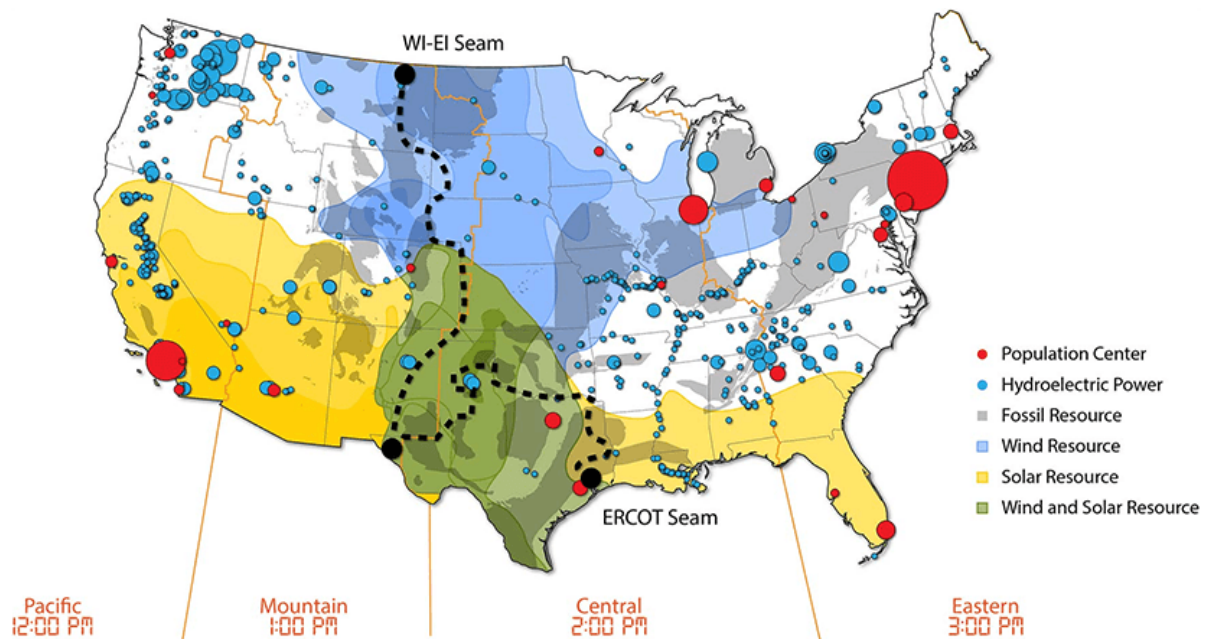 WI-EI Seam
Population Center
Hydroelectric Power
Fossil Resource
Wind Resource
Solar Resource
Wind and Solar Resource
ERCOT Seam
Pacific
12:00 PM
Mountain
1:00 PM
Central
2:00 PM
Eastern
3:00 PM